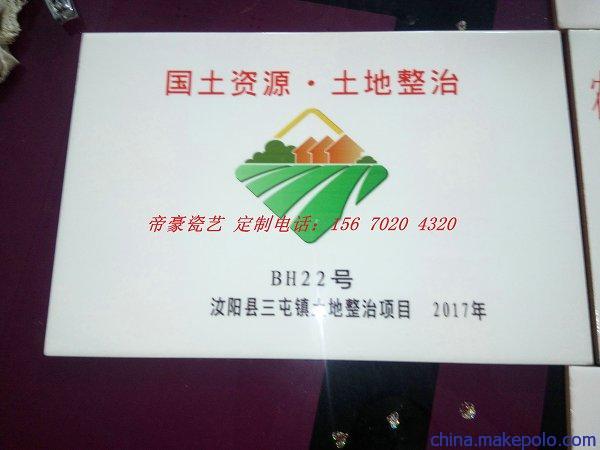 国土资源·土地整治
帝豪瓷艺 定制电话：156 7020 4320
BH22号
汝阳县三屯镇土地整治项目 2017年
china.makepolo.com